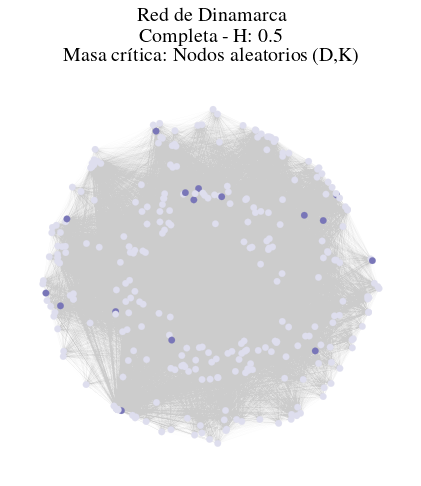 Red de Dinamarca
Completa - H: 0.5
Masa crítica: Nodos aleatorios (D,K)